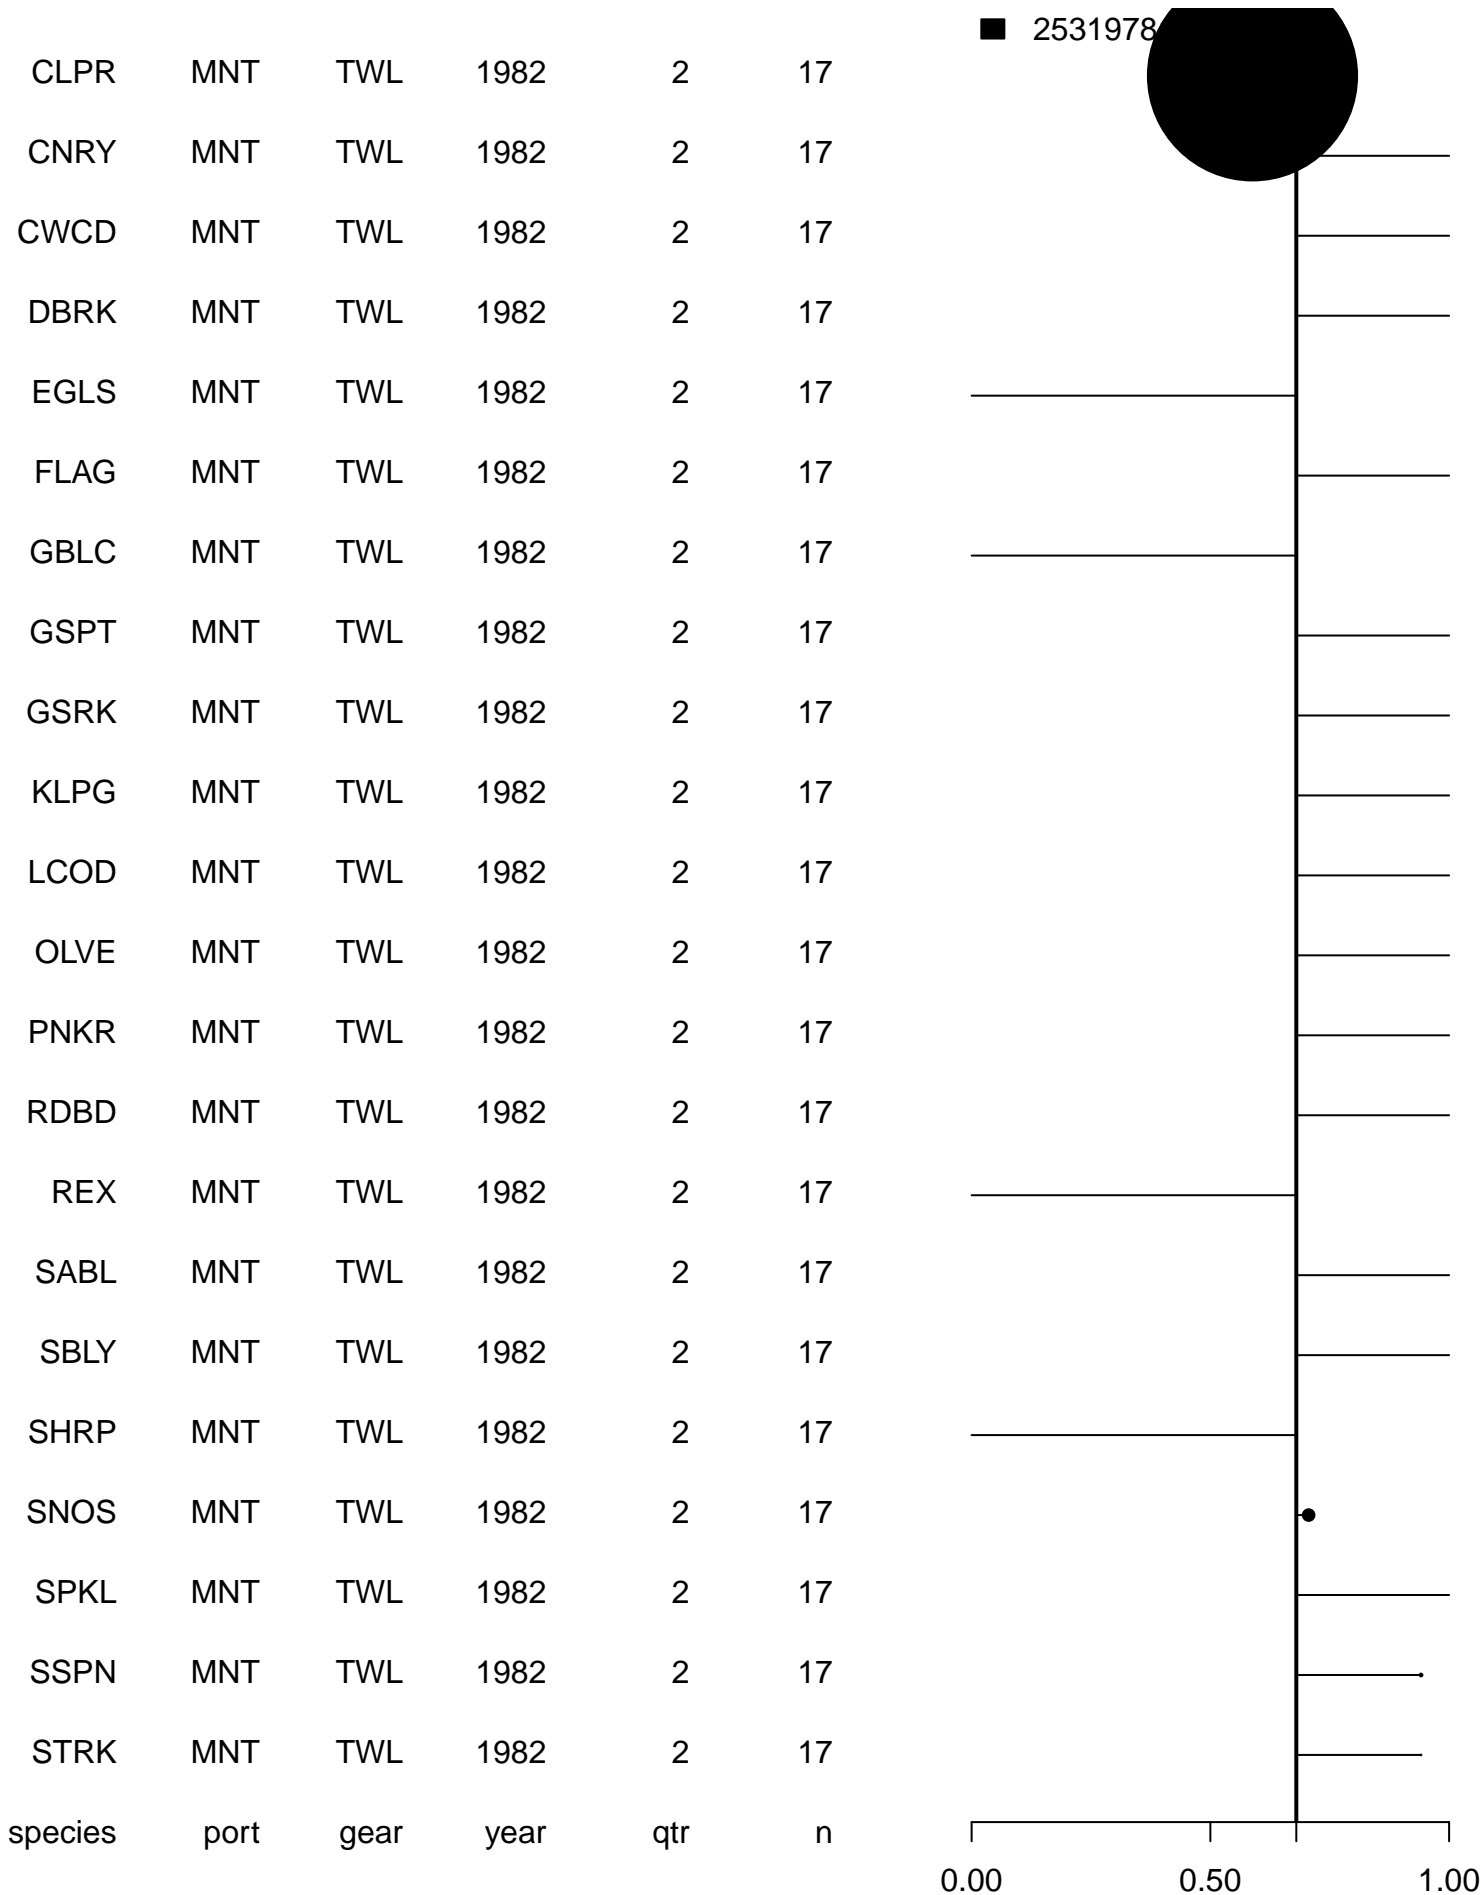 2531978
CLPR MNT TWL 1982 2 17
CNRY MNT TWL 1982 2 17
CWCD MNT TWL 1982 2 17
DBRK MNT TWL 1982 2 17
EGLS MNT TWL 1982 2 17
FLAG MNT TWL 1982 2 17
GBLC MNT TWL 1982 2 17
GSPT MNT TWL 1982 2 17
GSRK MNT TWL 1982 2 17
KLPG MNT TWL 1982 2 17
LCOD MNT TWL 1982 2 17
OLVE MNT TWL 1982 2 17
PNKR MNT TWL 1982 2 17
RDBD MNT TWL 1982 2 17
REX MNT TWL 1982 2 17
SABL MNT TWL 1982 2 17
SBLY MNT TWL 1982 2 17
SHRP MNT TWL 1982 2 17
SNOS MNT TWL 1982 2 17
SPKL MNT TWL 1982 2 17
SSPN MNT TWL 1982 2 17
STRK MNT TWL 1982 2 17
species port gear year qtr n
0.00 0.50 1.00